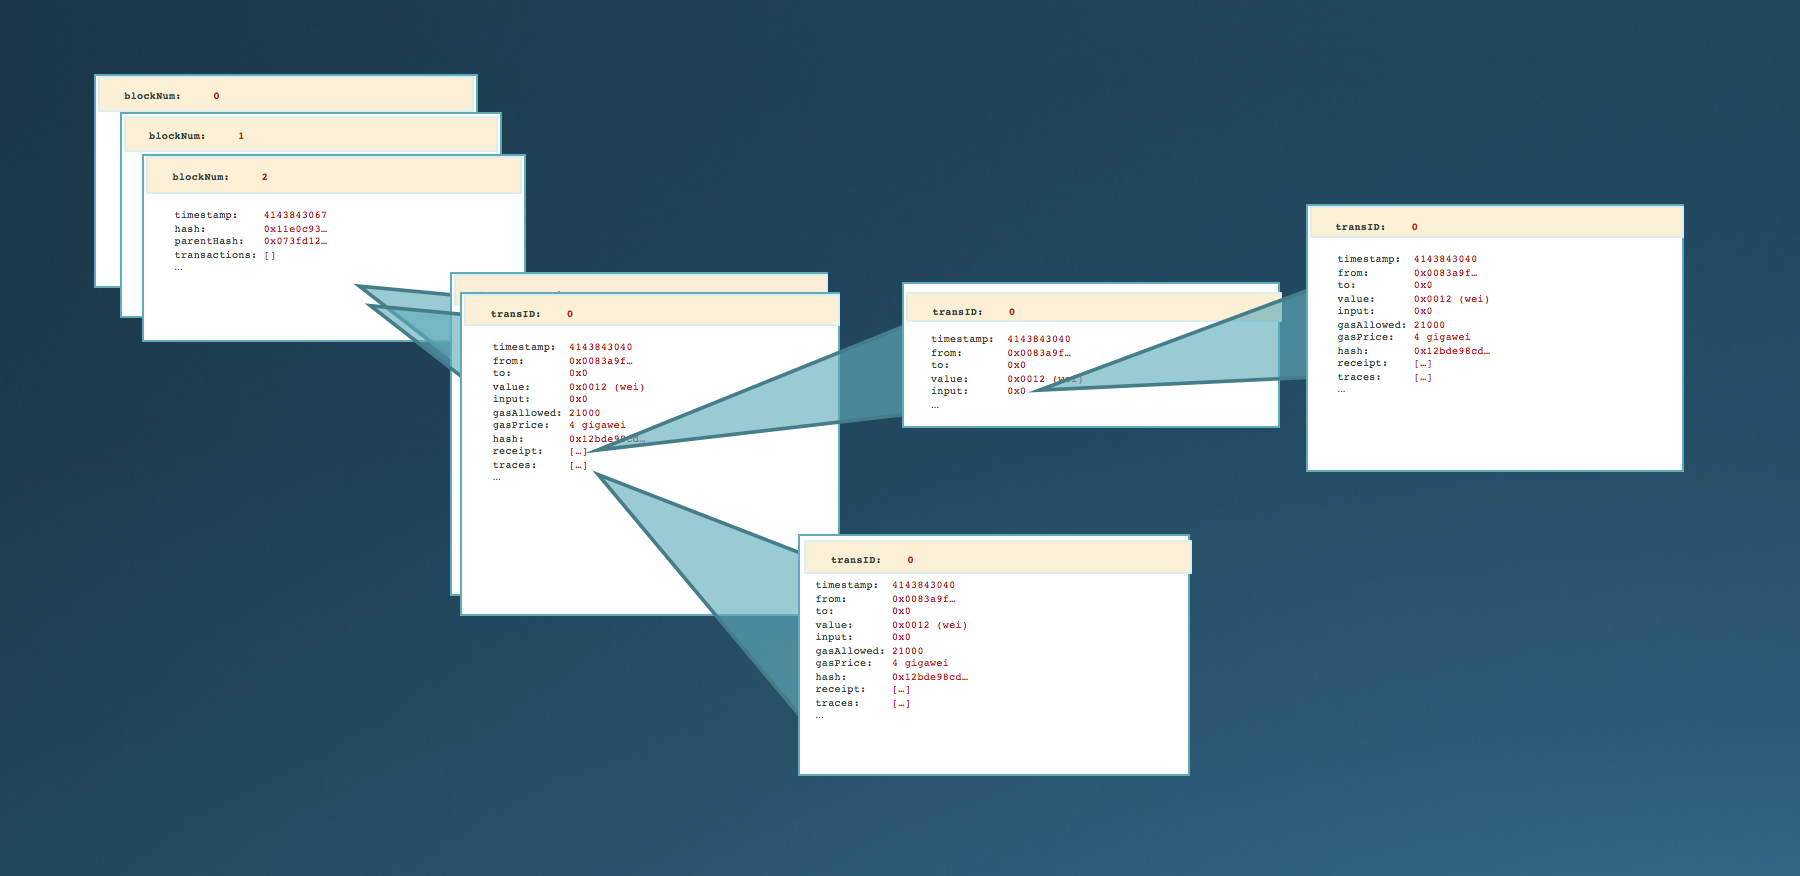 blockNum: 0
blockNum: 1
blockNum: 2
timestamp: 4143843067
hash: 0x11e0c93…
parentHash: 0x073fd12…
transactions: []
…
transID: 0
timestamp: 4143843040
from: 0x0083a9f…
to: 0x0
value: 0x0012 (wei)
input: 0x0
gasAllowed: 21000
gasPrice: 4 gigawei
hash: 0x12bde98cd…
receipt: […]
traces: […]
…
transID: 0
timestamp: 4143843040
from: 0x0083a9f…
to: 0x0
value: 0x0012 (wei)
input: 0x0
…
transID: 0
timestamp: 4143843040
from: 0x0083a9f…
to: 0x0
value: 0x0012 (wei)
input: 0x0
gasAllowed: 21000
gasPrice: 4 gigawei
hash: 0x12bde98cd…
receipt: […]
traces: […]
…
transID: 0
timestamp: 4143843040
from: 0x0083a9f…
to: 0x0
value: 0x0012 (wei)
input: 0x0
gasAllowed: 21000
gasPrice: 4 gigawei
hash: 0x12bde98cd…
receipt: […]
traces: […]
…